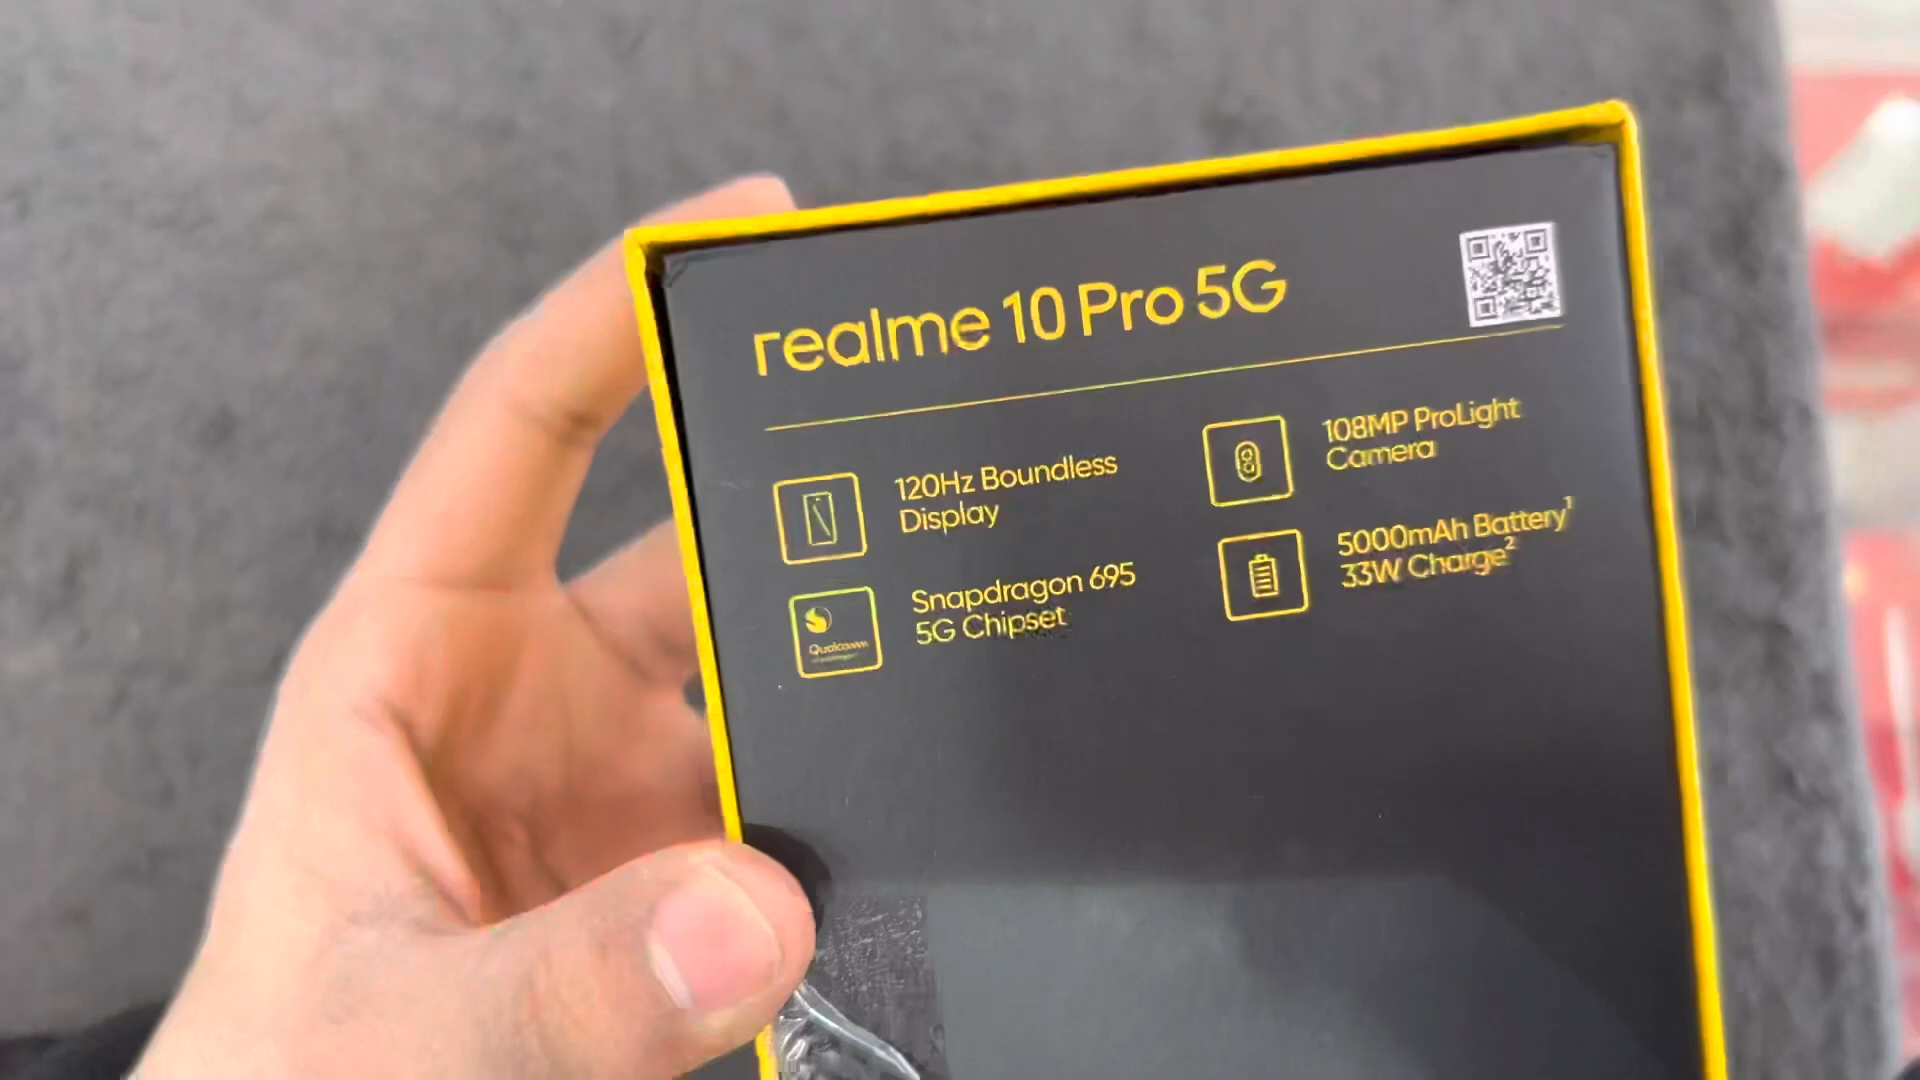 realme 10 Pro 5G
120Hz Boundless
Display
108MP ProLight
Camera
Snapdragon 695
5G Chipset
5000mAh Battery¹
33W Charge²
Qualcomm